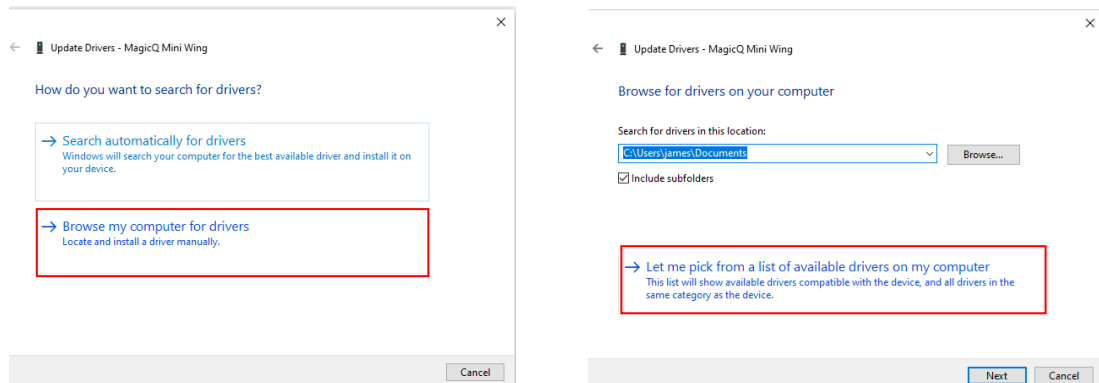 Update Drivers - MagicQ Mini Wing
How do you want to search for drivers?
Search automatically for drivers
Windows will search your computer for the best available driver and install it on
your device.
Browse my computer for drivers
Locate and install a driver manually.
Cancel
Update Drivers - MagicQ Mini Wing
Browse for drivers on your computer
Search for drivers in this location:
C:\Users\james\Documents
Browse...
Include subfolders
Let me pick from a list of available drivers on my computer
This list will show available drivers compatible with the device, and all drivers in the
same category as the device.
Next
Cancel